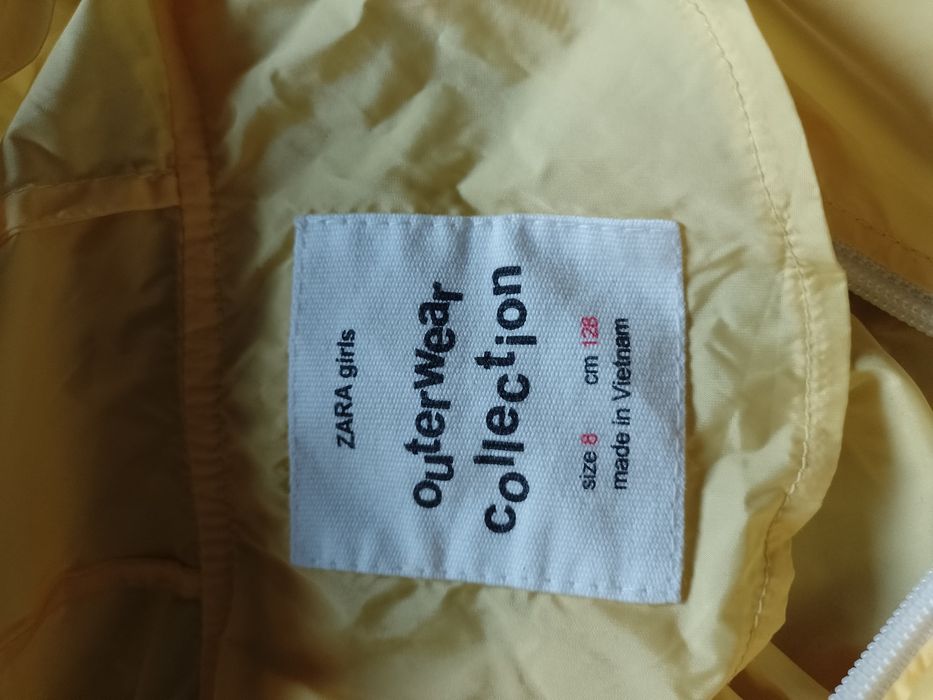 ZARA girls
outerwear
collection
size 8 cm 128
made in Vietnam